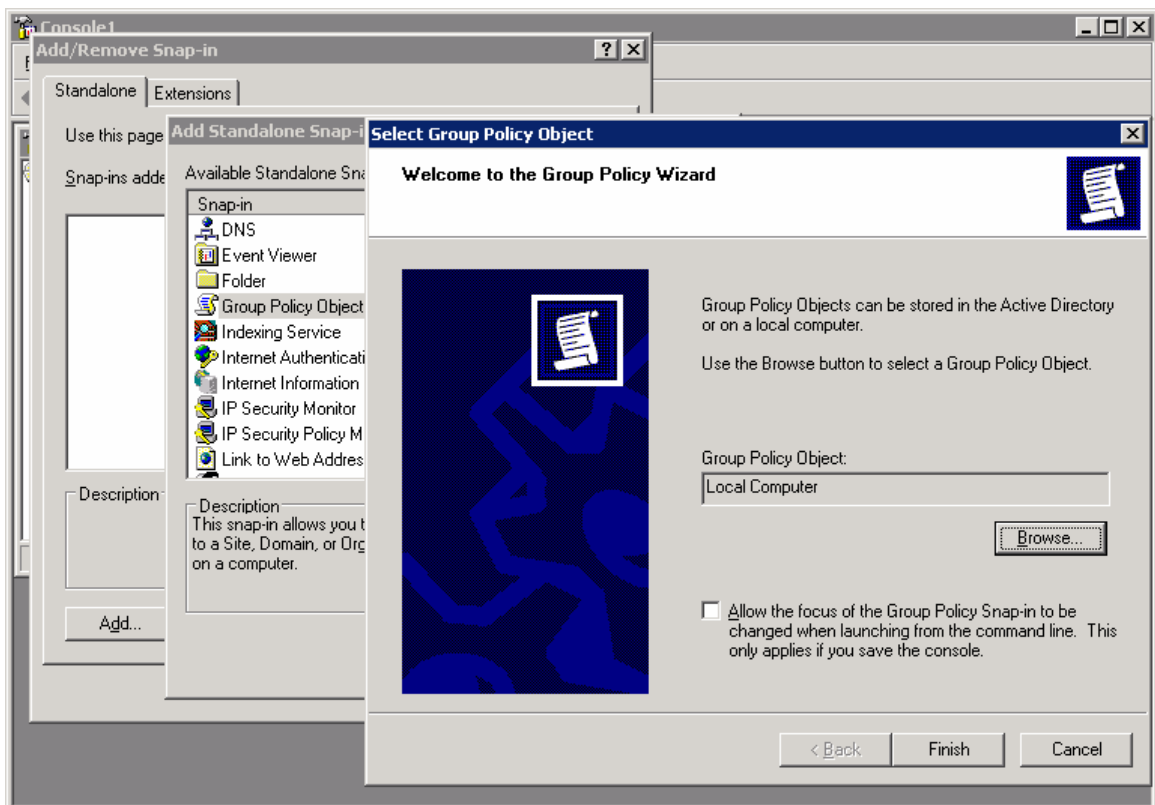 Console1
Add/Remove Snap-in
Standalone
Extensions
Use this page
Snap-ins adde
Description
Add...
Add Standalone Snap-i
Available Standalone Sna
Snap-in
DNS
Event Viewer
Folder
Group Policy Object
Indexing Service
Internet Authenticati
Internet Information
IP Security Monitor
IP Security Policy M
Link to Web Addres
Description
This snap-in allows you t
to a Site, Domain, or Org
on a computer.
Select Group Policy Object
Welcome to the Group Policy Wizard
Group Policy Objects can be stored in the Active Directory
or on a local computer.
Use the Browse button to select a Group Policy Object.
Group Policy Object:
Local Computer
Browse...
Allow the focus of the Group Policy Snap-in to be
changed when launching from the command line. This
only applies if you save the console.
< Back
Finish
Cancel